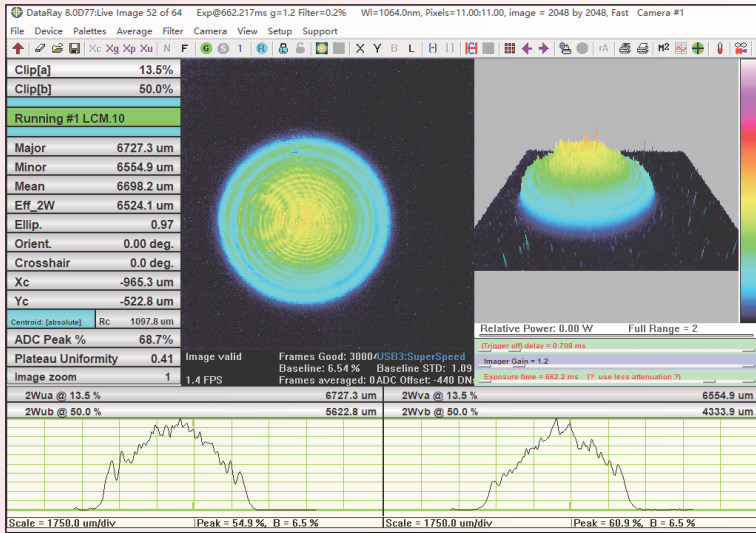 DataRay 8.0D77:Live Image 52 of 64 Exp@662.217ms g=1.2 Filter=0.2% Wl=1064.0nm, Pixels=11.00:11.00, image = 2048 by 2048, Fast Camera #1
File Device Palettes Average Filter Camera View Setup Support
Xc Xg Xp Xu N F G S 1 R X Y B L rA M2
Clip[a] 13.5%
Clip[b] 50.0%
Running #1 LCM.10
Major 6727.3 um
Minor 6554.9 um
Mean 6698.2 um
Eff_2W 6524.1 um
Ellip. 0.97
Orient. 0.00 deg.
Crosshair 0.0 deg.
Xc -965.3 um
Yc -522.8 um
Centroid: [absolute] Rc 1097.8 um
ADC Peak % 68.7%
Plateau Uniformity 0.41
Image zoom 1
Image valid
1.4 FPS
Frames Good: 3000 USB3:SuperSpeed
Baseline: 6.54 % Baseline STD: 1.09
Frames averaged: 0 ADC Offset: -440 DN
Relative Power: 0.00 W Full Range = 2
(Trigger off) delay = 0.708 ms
Imager Gain = 1.2
Exposure time = 662.2 ms (? use less attenuation ?)
2Wua @ 13.5 % 6727.3 um
2Wub @ 50.0 % 5622.8 um
2Wva @ 13.5 % 6554.9 um
2Wvb @ 50.0 % 4333.9 um
Scale = 1750.0 um/div Peak = 54.9 %, B = 6.5 %
Scale = 1750.0 um/div Peak = 60.9 %, B = 6.5 %